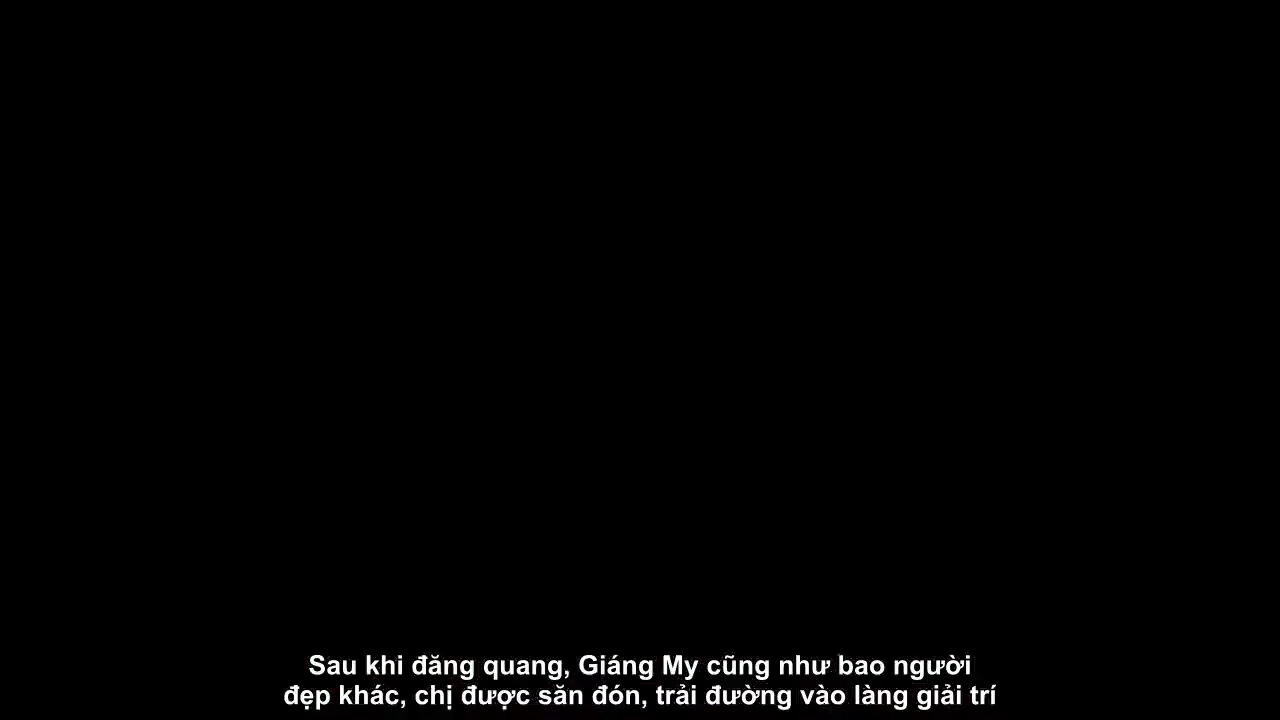 Sau khi đăng quang, Giáng My cũng như bao người
đẹp khác, chị được săn đón, trải đường vào làng giải trí